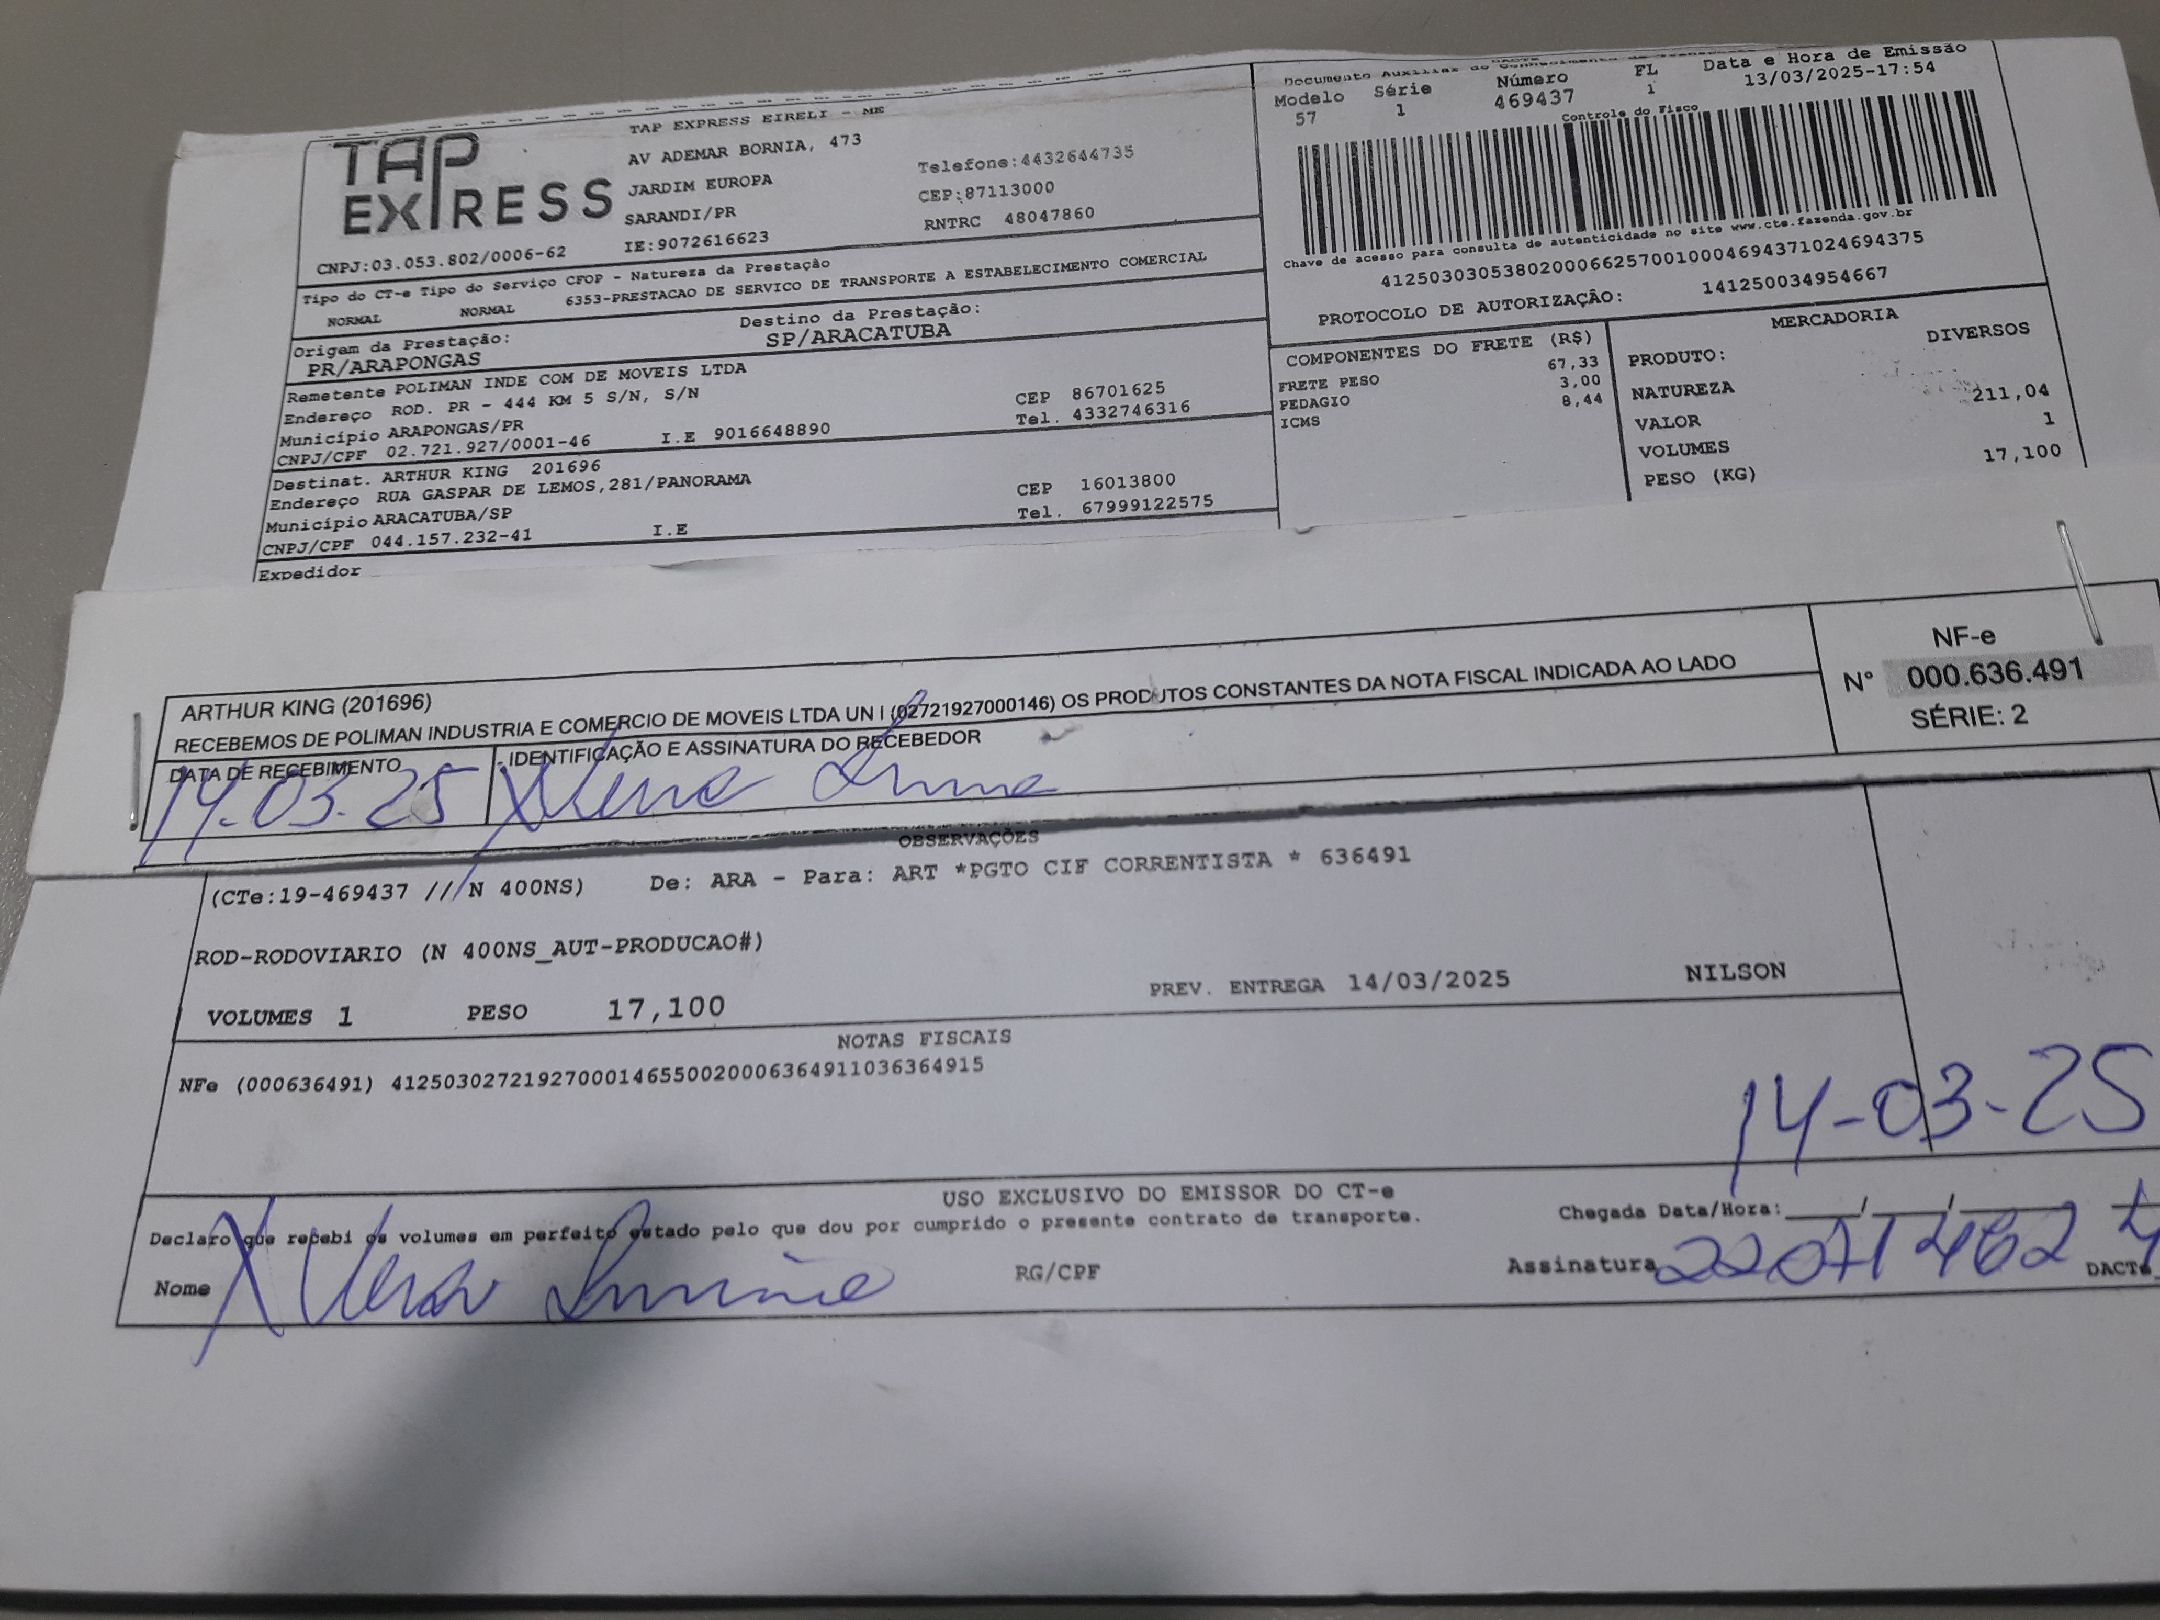 Documento Auxiliar do Conhecimento de Transporte
TAP EXPRESS
TAP EXPRESS EIRELI - ME
AV ADEMAR BORNIA, 473
JARDIM EUROPA
SARANDI/PR
IE:9072616623
Telefone:4432644735
CEP:87113000
RNTRC 48047860
CNPJ:03.053.802/0006-62
Modelo Série Número FL Data e Hora de Emissão
57 1 469437 1 13/03/2025-17:54
Controle do Fisco
Chave de acesso para consulta de autenticidade no site www.cte.fazenda.gov.br
41250303053802000662570010004694371024694375
PROTOCOLO DE AUTORIZAÇÃO: 141250034954667
Tipo do CT-e Tipo do Serviço CFOP - Natureza da Prestação
NORMAL NORMAL 6353-PRESTACAO DE SERVICO DE TRANSPORTE A ESTABELECIMENTO COMERCIAL
Origem da Prestação: Destino da Prestação:
PR/ARAPONGAS SP/ARACATUBA
Remetente POLIMAN INDE COM DE MOVEIS LTDA
Endereço ROD. PR - 444 KM 5 S/N, S/N CEP 86701625
Município ARAPONGAS/PR Tel. 4332746316
CNPJ/CPF 02.721.927/0001-46 I.E 9016648890
Destinat. ARTHUR KING 201696
Endereço RUA GASPAR DE LEMOS,281/PANORAMA CEP 16013800
Município ARACATUBA/SP Tel. 67999122575
CNPJ/CPF 044.157.232-41 I.E
Expedidor
COMPONENTES DO FRETE (R$)
FRETE PESO 67,33
PEDAGIO 3,00
ICMS 8,44
MERCADORIA
PRODUTO: DIVERSOS
NATUREZA
VALOR 211,04
VOLUMES 1
PESO (KG) 17,100
ARTHUR KING (201696)
RECEBEMOS DE POLIMAN INDUSTRIA E COMERCIO DE MOVEIS LTDA UN I (02721927000146) OS PRODUTOS CONSTANTES DA NOTA FISCAL INDICADA AO LADO
DATA DE RECEBIMENTO IDENTIFICAÇÃO E ASSINATURA DO RECEBEDOR
14-03-25
NF-e
N° 000.636.491
SÉRIE: 2
OBSERVAÇÕES
(CTe:19-469437 // N 400NS) De: ARA - Para: ART *PGTO CIF CORRENTISTA * 636491
ROD-RODOVIARIO (N 400NS_AUT-PRODUCAO#)
VOLUMES 1 PESO 17,100 PREV. ENTREGA 14/03/2025 NILSON
NOTAS FISCAIS
NFe (000636491) 41250302721927000146550020006364911036364915
14-03-25
USO EXCLUSIVO DO EMISSOR DO CT-e
Declaro que recebi os volumes em perfeito estado pelo que dou por cumprido o presente contrato de transporte. Chegada Data/Hora:____/____/____
Nome RG/CPF Assinatura DACTe